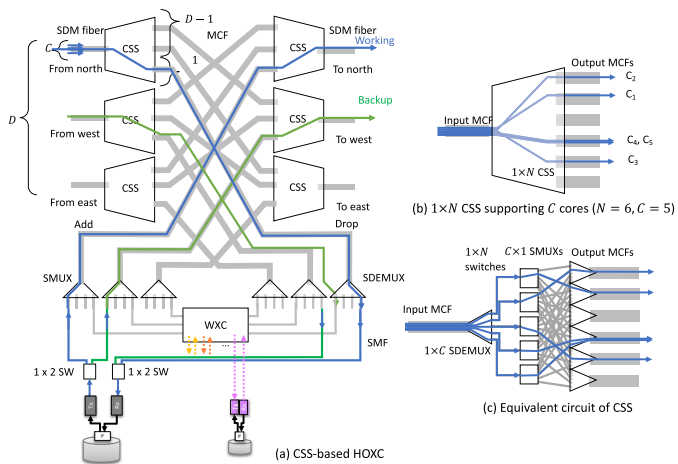 SDM fiber
D − 1
MCF
SDM fiber
Working
C
CSS
CSS
From north
1
To north
D
Backup
CSS
CSS
From west
To west
CSS
CSS
From east
To east
Add
Drop
SMUX
SDEMUX
WXC
...
SMF
1 x 2 SW
1 x 2 SW
(a) CSS-based HOXC
Output MCFs
C₂
C₁
Input MCF
C₄, C₅
C₃
1×N CSS
(b) 1×N CSS supporting C cores (N = 6, C = 5)
1×N
switches
C×1 SMUXs
Output MCFs
Input MCF
1×C SDEMUX
(c) Equivalent circuit of CSS